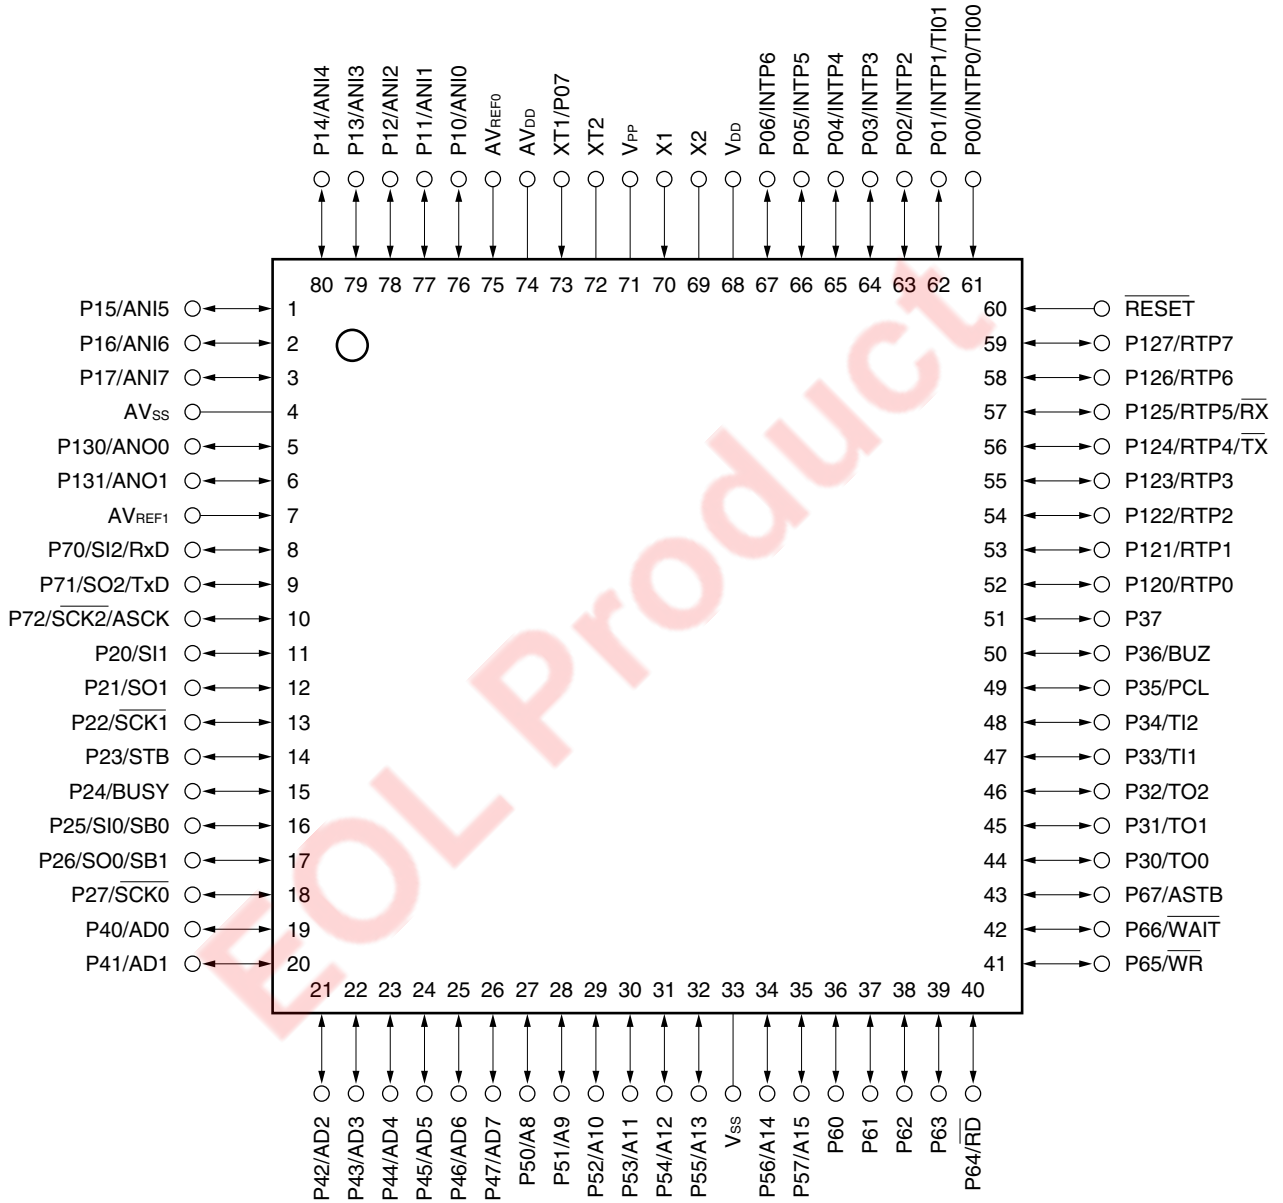 P14/ANI4
P13/ANI3
P12/ANI2
P11/ANI1
P10/ANI0
AVREF0
AVDD
XT1/P07
XT2
VPP
X1
X2
VDD
P06/INTP6
P05/INTP5
P04/INTP4
P03/INTP3
P02/INTP2
P01/INTP1/TI01
P00/INTP0/TI00
80 79 78 77 76 75 74 73 72 71 70 69 68 67 66 65 64 63 62 61
P15/ANI5 1
P16/ANI6 2
P17/ANI7 3
AVSS 4
P130/ANO0 5
P131/ANO1 6
AVREF1 7
P70/SI2/RxD 8
P71/SO2/TxD 9
P72/S̅C̅K̅2̅/ASCK 10
P20/SI1 11
P21/SO1 12
P22/S̅C̅K̅1̅ 13
P23/STB 14
P24/BUSY 15
P25/SI0/SB0 16
P26/SO0/SB1 17
P27/S̅C̅K̅0̅ 18
P40/AD0 19
P41/AD1 20
60 R̅E̅S̅E̅T̅
59 P127/RTP7
58 P126/RTP6
57 P125/RTP5/R̅X̅
56 P124/RTP4/T̅X̅
55 P123/RTP3
54 P122/RTP2
53 P121/RTP1
52 P120/RTP0
51 P37
50 P36/BUZ
49 P35/PCL
48 P34/TI2
47 P33/TI1
46 P32/TO2
45 P31/TO1
44 P30/TO0
43 P67/ASTB
42 P66/W̅A̅I̅T̅
41 P65/W̅R̅
21 22 23 24 25 26 27 28 29 30 31 32 33 34 35 36 37 38 39 40
P42/AD2
P43/AD3
P44/AD4
P45/AD5
P46/AD6
P47/AD7
P50/A8
P51/A9
P52/A10
P53/A11
P54/A12
P55/A13
VSS
P56/A14
P57/A15
P60
P61
P62
P63
P64/R̅D̅
EOL Product